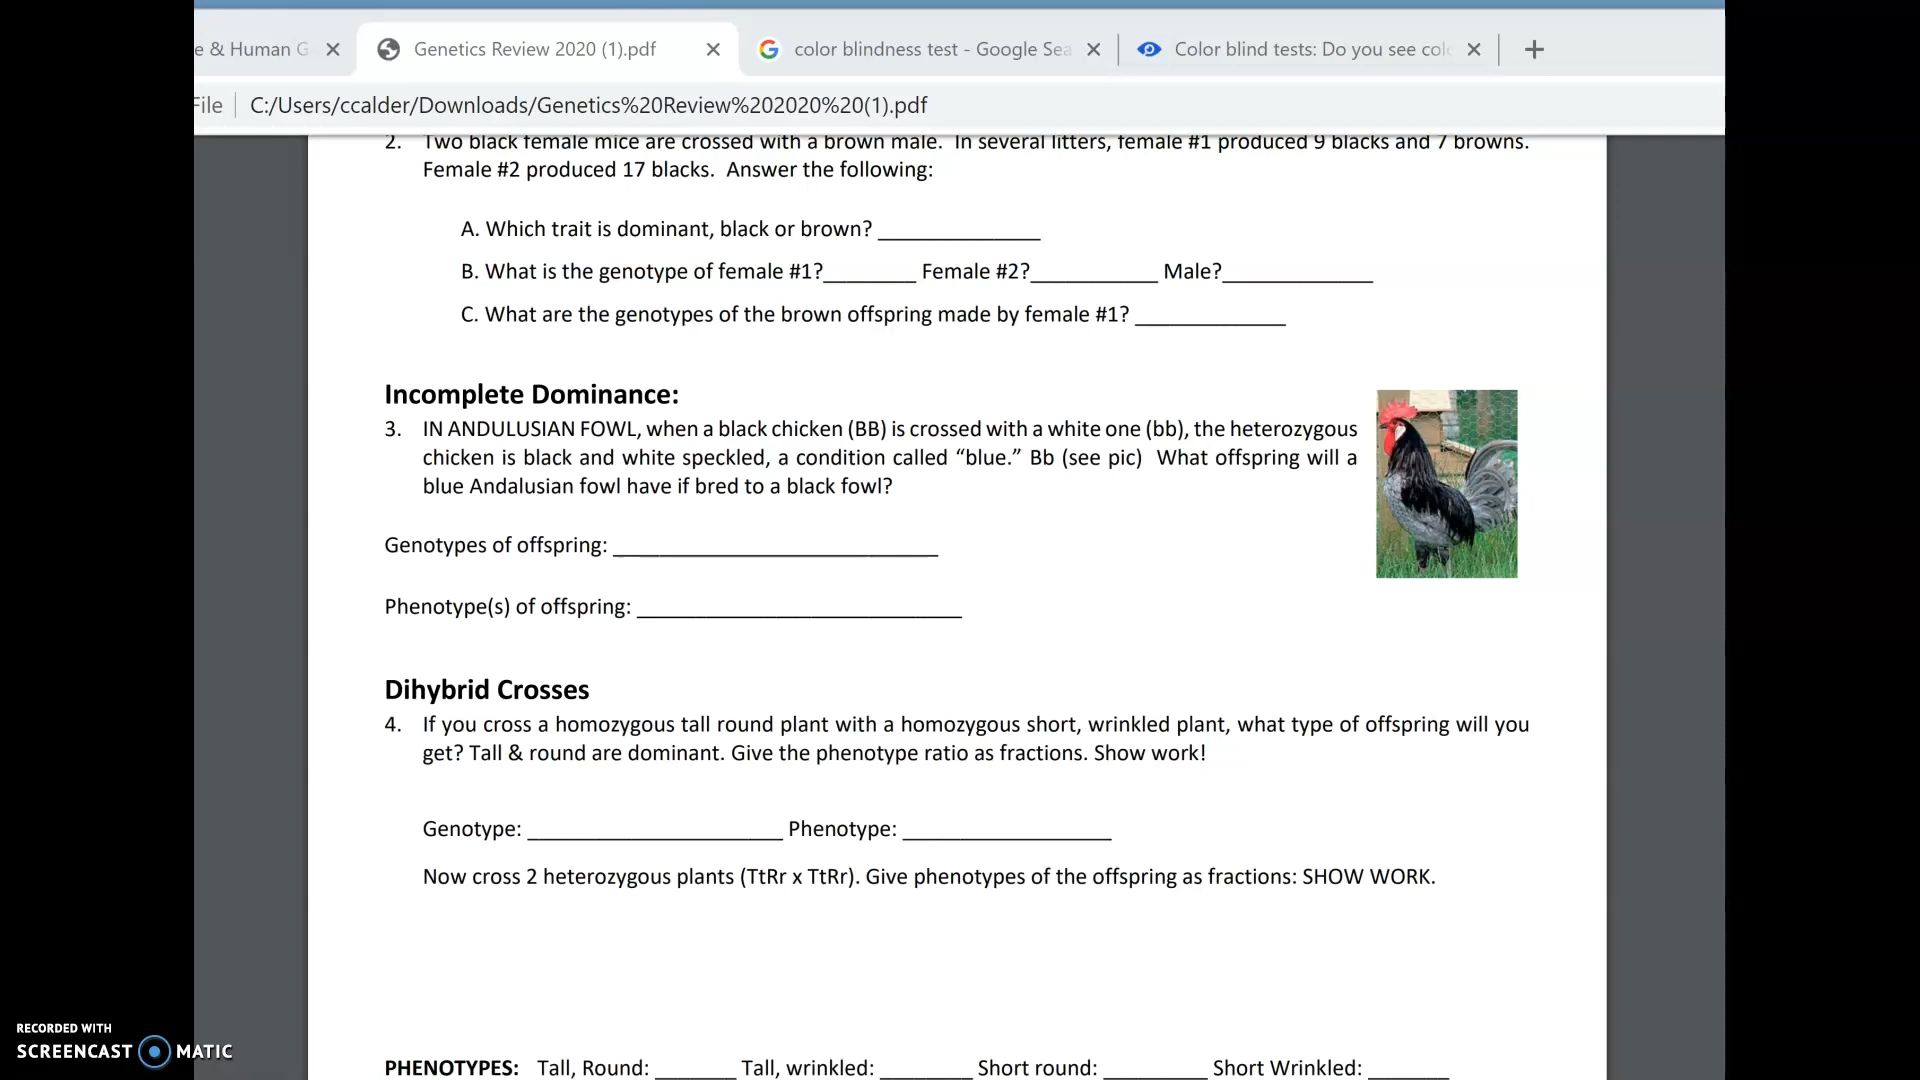 e & Human G
Genetics Review 2020 (1).pdf
color blindness test - Google Sea
Color blind tests: Do you see colo
File
C:/Users/ccalder/Downloads/Genetics%20Review%202020%20(1).pdf
2. Two black female mice are crossed with a brown male. In several litters, female #1 produced 9 blacks and 7 browns.
Female #2 produced 17 blacks. Answer the following:
A. Which trait is dominant, black or brown? ______________
B. What is the genotype of female #1?________ Female #2?___________ Male?_____________
C. What are the genotypes of the brown offspring made by female #1? _____________
Incomplete Dominance:
3. IN ANDULUSIAN FOWL, when a black chicken (BB) is crossed with a white one (bb), the heterozygous
chicken is black and white speckled, a condition called “blue.” Bb (see pic) What offspring will a
blue Andalusian fowl have if bred to a black fowl?
Genotypes of offspring: ____________________________
Phenotype(s) of offspring: ____________________________
Dihybrid Crosses
4. If you cross a homozygous tall round plant with a homozygous short, wrinkled plant, what type of offspring will you
get? Tall & round are dominant. Give the phenotype ratio as fractions. Show work!
Genotype: ______________________ Phenotype: __________________
Now cross 2 heterozygous plants (TtRr x TtRr). Give phenotypes of the offspring as fractions: SHOW WORK.
PHENOTYPES: Tall, Round: _______ Tall, wrinkled: ________ Short round: _________ Short Wrinkled: _______
RECORDED WITH
SCREENCAST MATIC